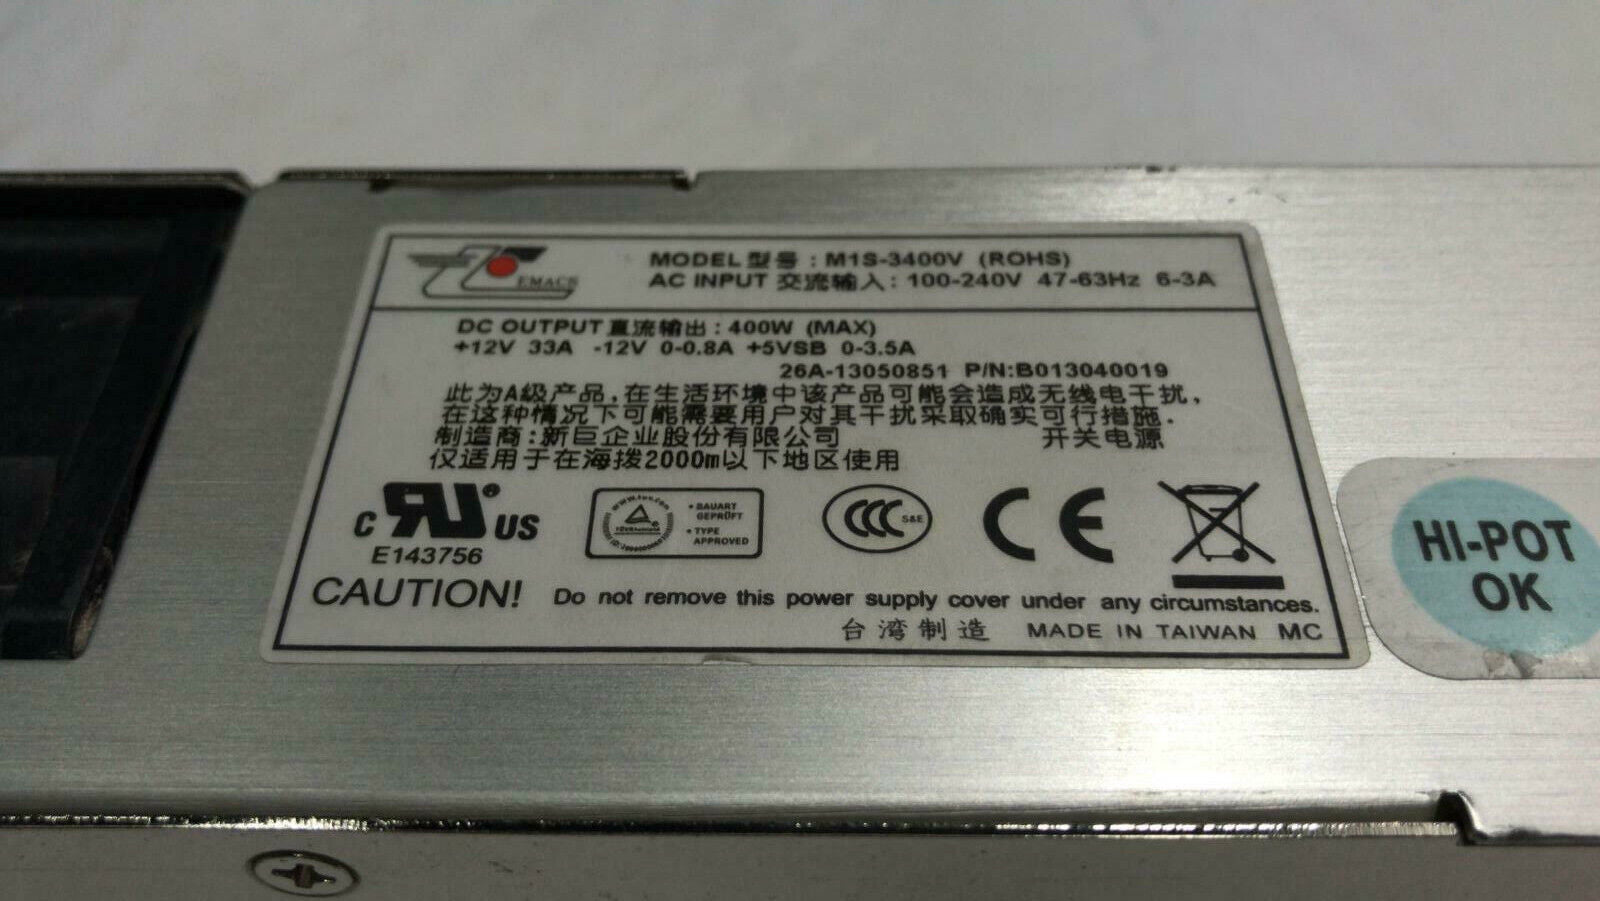 EMACS
MODEL 型号: M1S-3400V (ROHS)
AC INPUT 交流输入: 100-240V 47-63Hz 6-3A
DC OUTPUT 直流输出: 400W (MAX)
+12V 33A -12V 0-0.8A +5VSB 0-3.5A
26A-13050851 P/N:B013040019
此为A级产品,在生活环境中该产品可能会造成无线电干扰,
在这种情况下可能需要用户对其干扰采取确实可行措施.
制造商:新巨企业股份有限公司 开关电源
仅适用于在海拨2000m以下地区使用
C RU US
E143756
www.tuv.com
• BAUART
GEPRÜFT
• TYPE
APPROVED
CCC S&E
CE
CAUTION! Do not remove this power supply cover under any circumstances.
台湾制造 MADE IN TAIWAN MC
HI-POT
OK